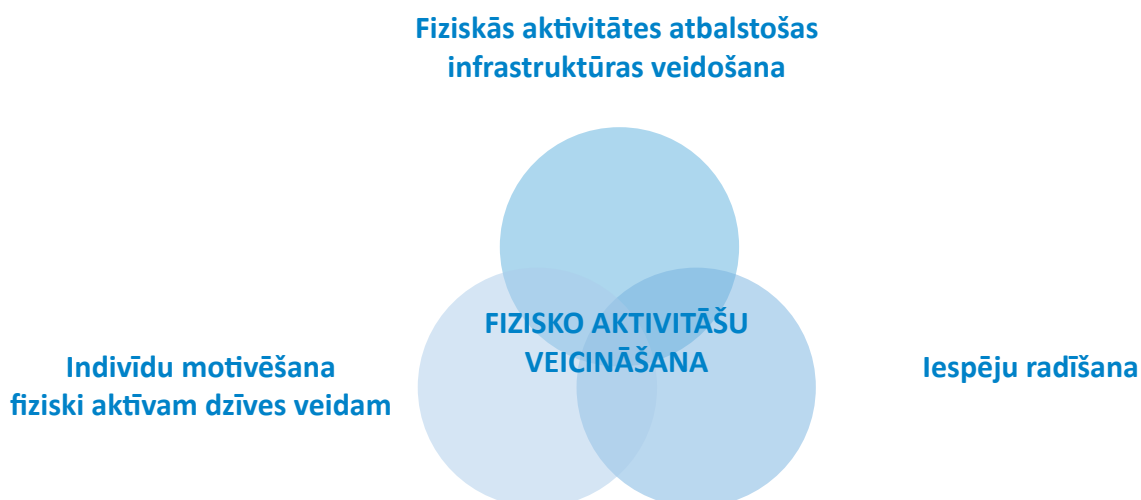 Fiziskās aktivitātes atbalstošas
infrastruktūras veidošana
FIZISKO AKTIVITĀŠU
VEICINĀŠANA
Indivīdu motivēšana
fiziski aktīvam dzīves veidam
Iespēju radīšana